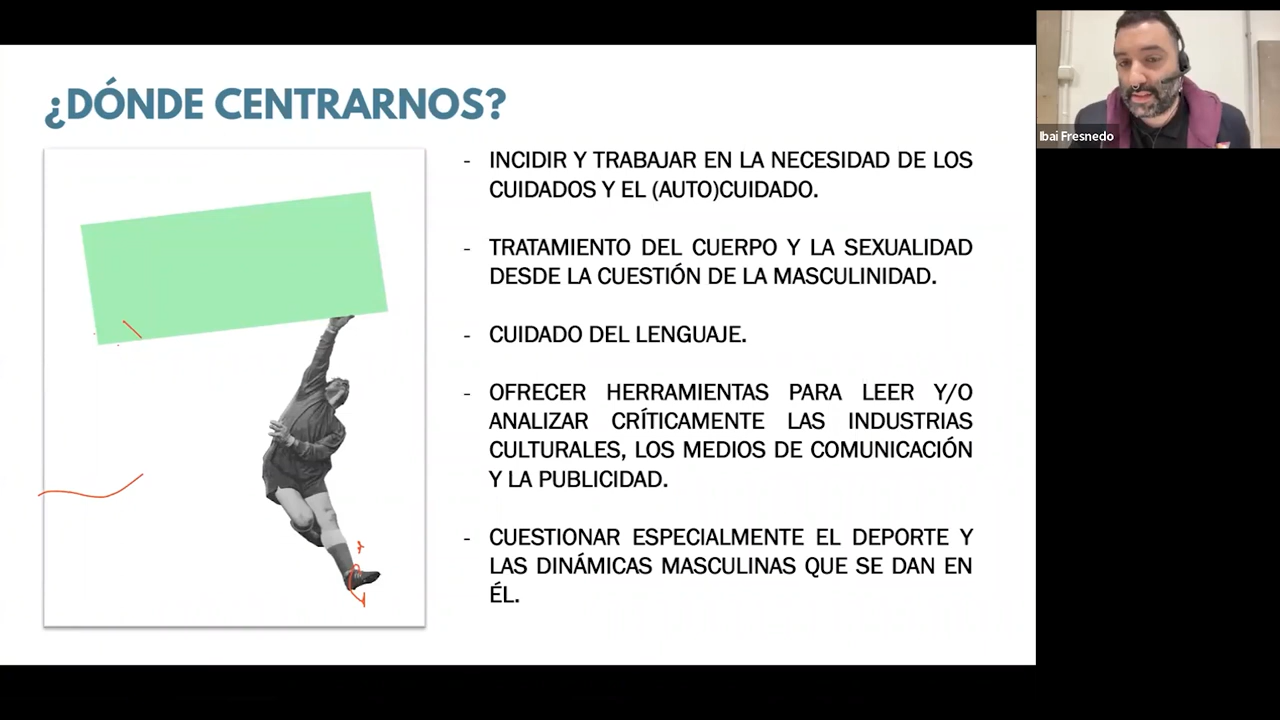 ¿DÓNDE CENTRARNOS?
- INCIDIR Y TRABAJAR EN LA NECESIDAD DE LOS
CUIDADOS Y EL (AUTO)CUIDADO.
- TRATAMIENTO DEL CUERPO Y LA SEXUALIDAD
DESDE LA CUESTIÓN DE LA MASCULINIDAD.
- CUIDADO DEL LENGUAJE.
- OFRECER HERRAMIENTAS PARA LEER Y/O
ANALIZAR CRÍTICAMENTE LAS INDUSTRIAS
CULTURALES, LOS MEDIOS DE COMUNICACIÓN
Y LA PUBLICIDAD.
- CUESTIONAR ESPECIALMENTE EL DEPORTE Y
LAS DINÁMICAS MASCULINAS QUE SE DAN EN
ÉL.
Ibai Fresnedo